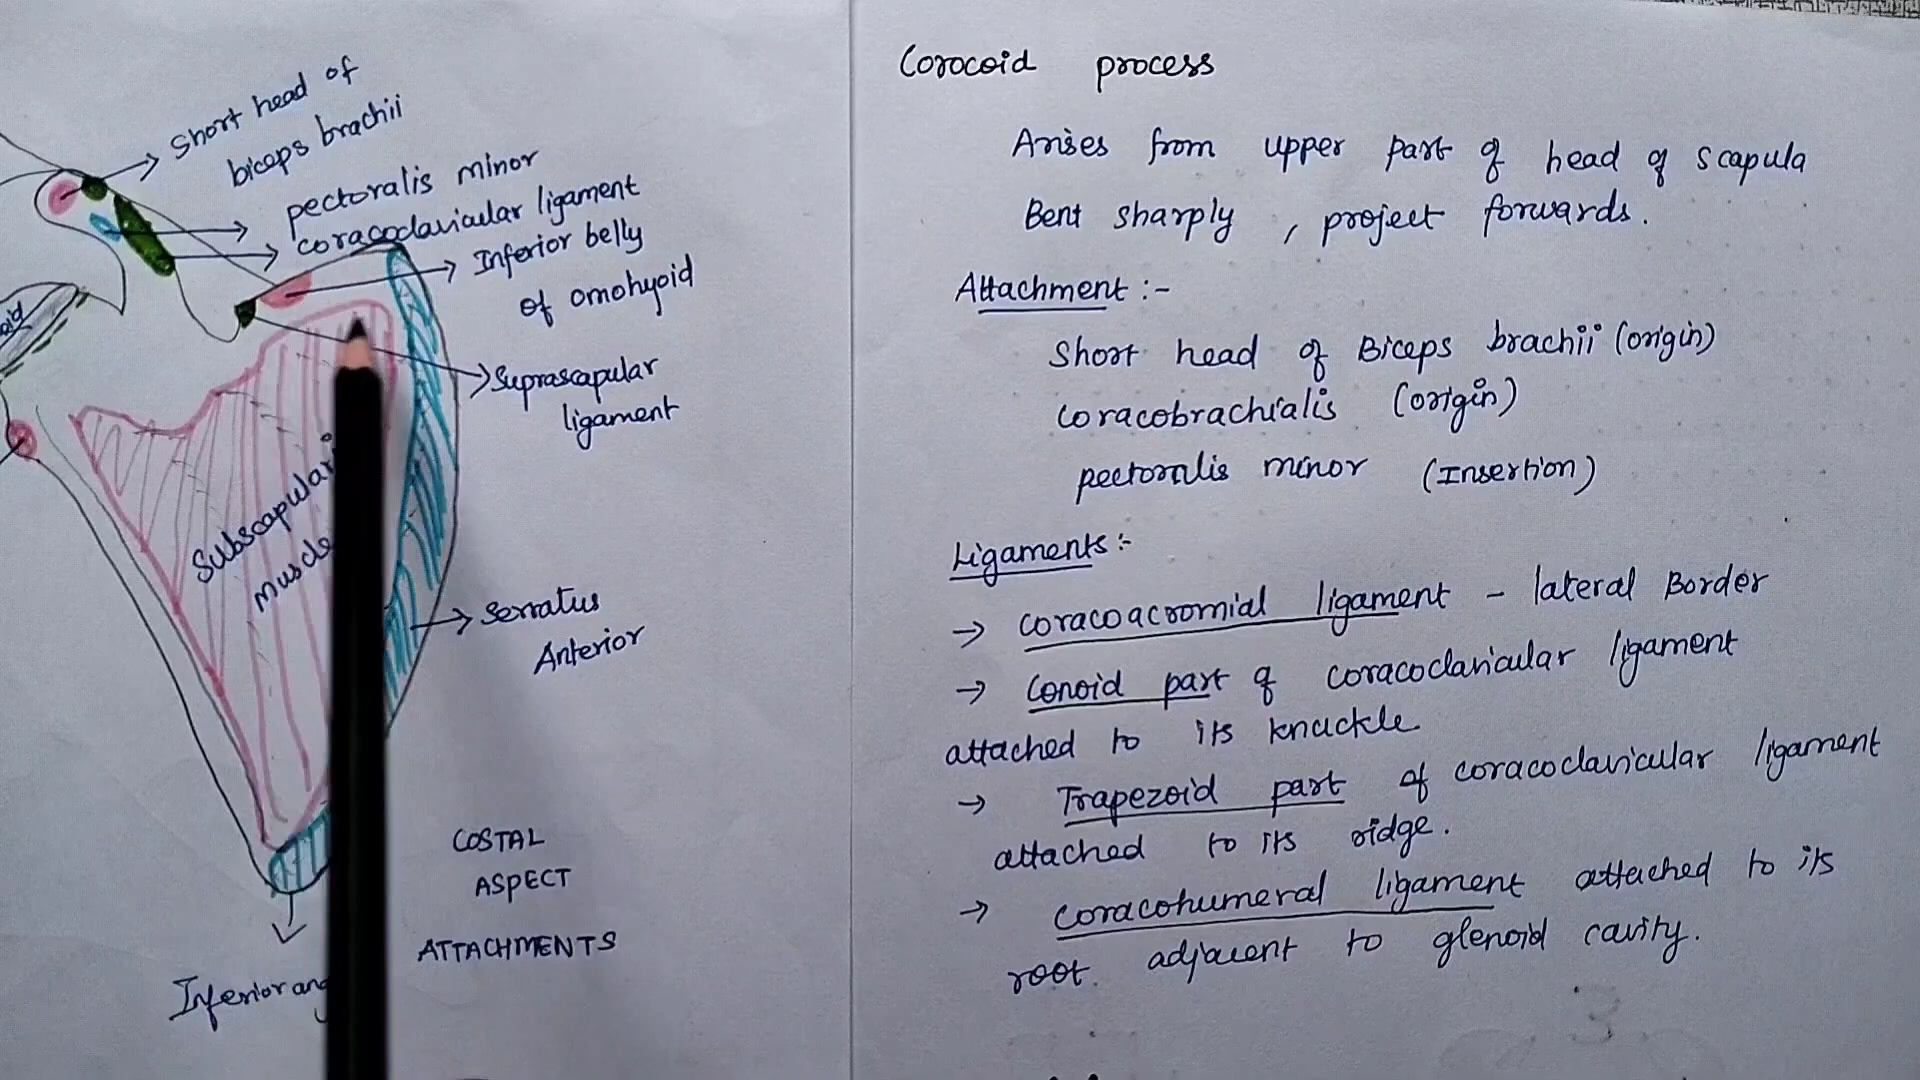 Short head of
biceps brachii
pectoralis minor
coracoclavicular ligament
Inferior belly
of omohyoid
Suprascapular
ligament
Subscapulari
muscle
Serratus
Anterior
COSTAL
ASPECT
ATTACHMENTS
Inferior ang
Corocoid process
Arises from upper part of head of scapula
Bent sharply , project forwards.
Attachment :-
Short head of Biceps brachii (origin)
Coracobrachialis (origin)
pectoralis minor (Insertion)
Ligaments :-
→ coracoacromial ligament - lateral Border
→ Conoid part of coracoclavicular ligament
attached to its knuckle
→ Trapezoid part of coracoclavicular ligament
attached to its ridge.
→ coracohumeral ligament attached to its
root. adjacent to glenoid cavity.